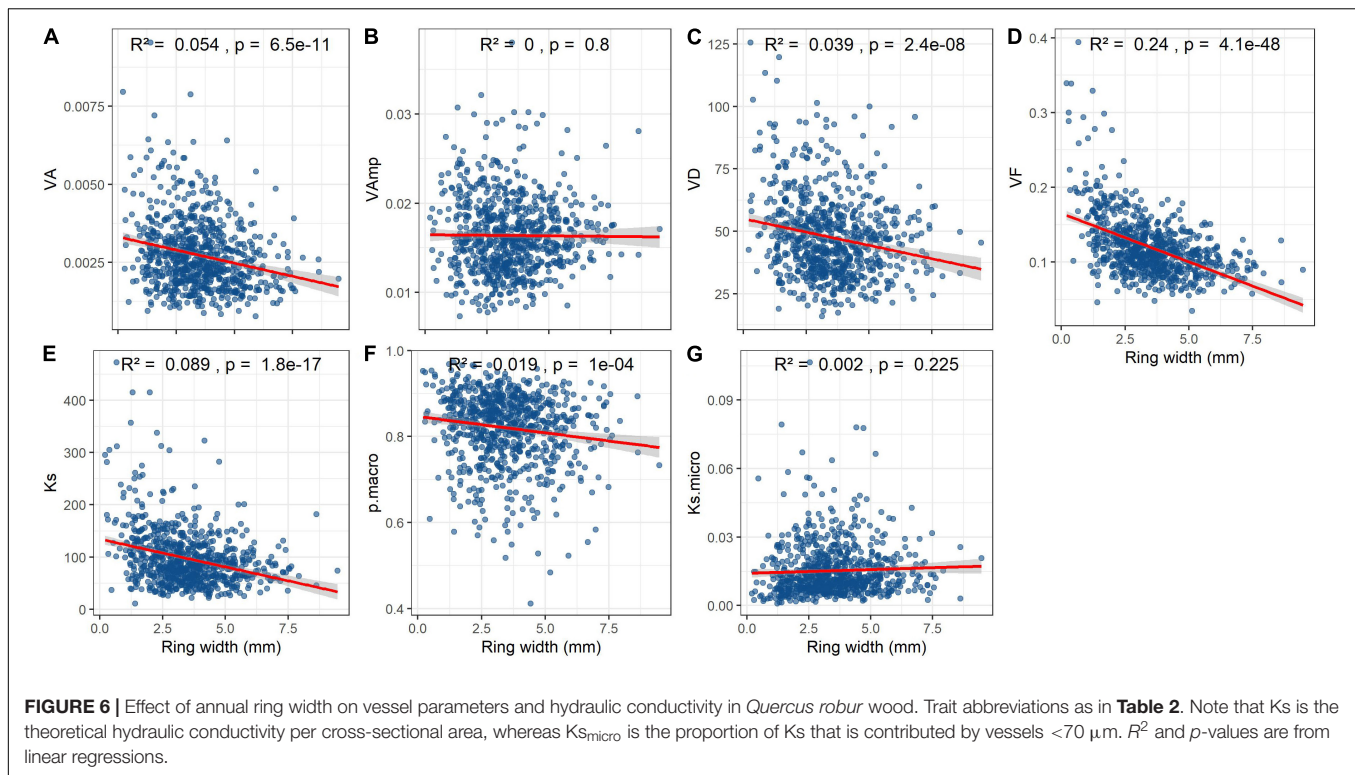 A
R² = 0.054 , p = 6.5e-11
VA
0.0075
0.0050
0.0025
B
R² = 0 , p = 0.8
VAmp
0.03
0.02
0.01
C
R² = 0.039 , p = 2.4e-08
VD
125
100
75
50
25
D
R² = 0.24 , p = 4.1e-48
VF
0.4
0.3
0.2
0.1
0.0 2.5 5.0 7.5
Ring width (mm)
E
R² = 0.089 , p = 1.8e-17
Ks
400
300
200
100
0
0.0 2.5 5.0 7.5
Ring width (mm)
F
R² = 0.019 , p = 1e-04
p.macro
1.0
0.8
0.6
0.4
0.0 2.5 5.0 7.5
Ring width (mm)
G
R² = 0.002 , p = 0.225
Ks.micro
0.09
0.06
0.03
0.00
0.0 2.5 5.0 7.5
Ring width (mm)
FIGURE 6 | Effect of annual ring width on vessel parameters and hydraulic conductivity in Quercus robur wood. Trait abbreviations as in Table 2. Note that Ks is the
theoretical hydraulic conductivity per cross-sectional area, whereas Ksmicro is the proportion of Ks that is contributed by vessels <70 μm. R² and p-values are from
linear regressions.